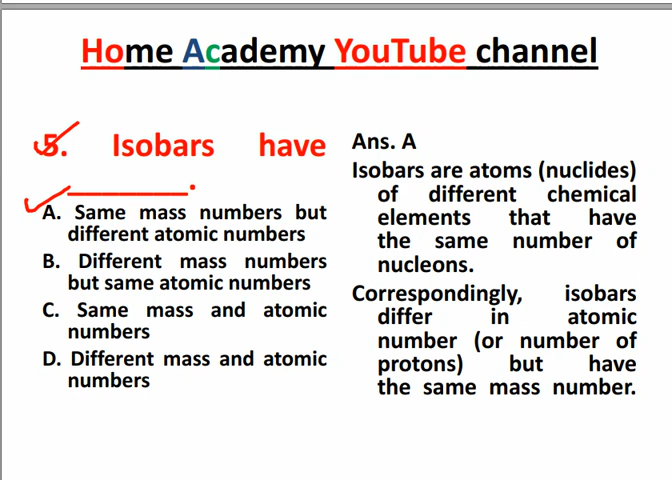 Home Academy YouTube channel
5. Isobars have
________.
A. Same mass numbers but
different atomic numbers
B. Different mass numbers
but same atomic numbers
C. Same mass and atomic
numbers
D. Different mass and atomic
numbers
Ans. A
Isobars are atoms (nuclides)
of different chemical
elements that have
the same number of
nucleons.
Correspondingly, isobars
differ in atomic
number (or number of
protons) but have
the same mass number.